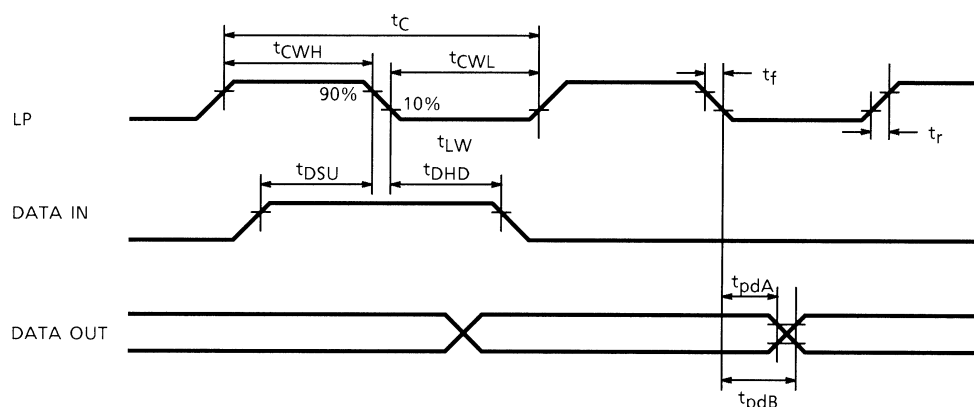 tC
tCWH
tCWL
tf
90%
10%
LP
tLW
tr
tDSU
tDHD
DATA IN
tpdA
DATA OUT
tpdB